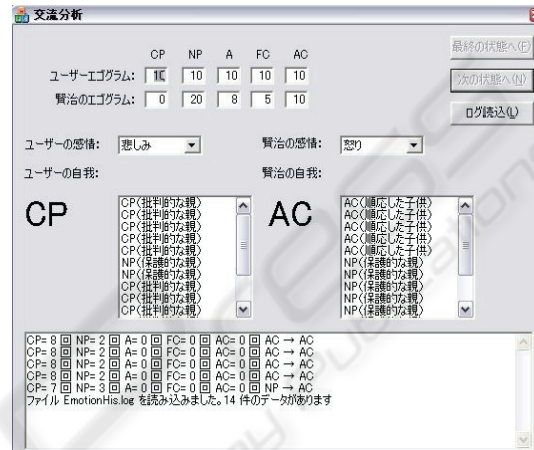 交流分析
CP NP A FC AC
最終の状態へ(F)
ユーザーエゴグラム: 10 10 10 10 10
次の状態へ(N)
賢治のエゴグラム: 0 20 8 5 10
ログ読込(L)
ユーザーの感情: 悲しみ 賢治の感情: 怒り
ユーザーの自我: 賢治の自我:
CP
CP(批判的な親)
CP(批判的な親)
CP(批判的な親)
CP(批判的な親)
CP(批判的な親)
NP(保護的な親)
NP(保護的な親)
CP(批判的な親)
CP(批判的な親)
CP(批判的な親)
AC
AC(順応した子供)
AC(順応した子供)
AC(順応した子供)
AC(順応した子供)
AC(順応した子供)
NP(保護的な親)
NP(保護的な親)
NP(保護的な親)
NP(保護的な親)
NP(保護的な親)
CP= 8 NP= 2 A= 0 FC= 0 AC= 0 AC → AC
CP= 8 NP= 2 A= 0 FC= 0 AC= 0 AC → AC
CP= 8 NP= 2 A= 0 FC= 0 AC= 0 AC → AC
CP= 8 NP= 2 A= 0 FC= 0 AC= 0 AC → AC
CP= 7 NP= 3 A= 0 FC= 0 AC= 0 NP → AC
ファイル EmotionHis.log を読み込みました。14 件のデータがあります